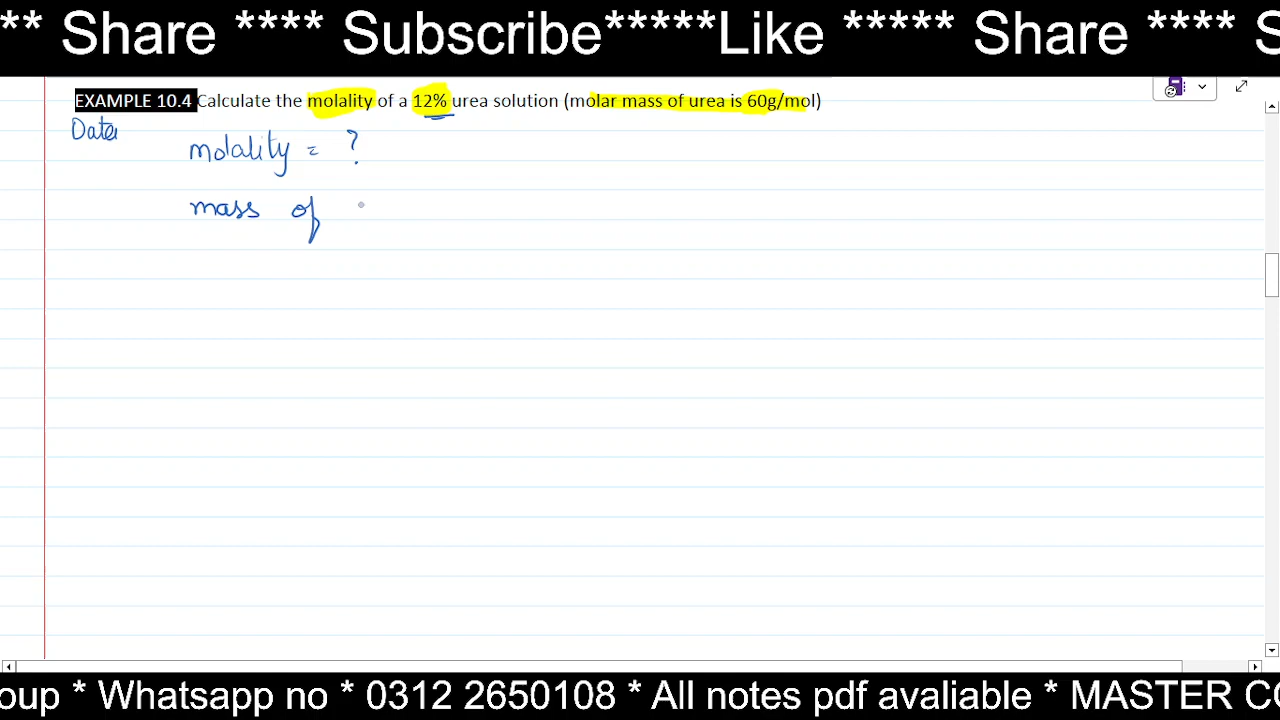 ** Share **** Subscribe*****Like ***** Share **** S
EXAMPLE 10.4 Calculate the molality of a 12% urea solution (molar mass of urea is 60g/mol)
Data
molality = ?
mass of
oup * Whatsapp no * 0312 2650108 * All notes pdf avaliable * MASTER CO